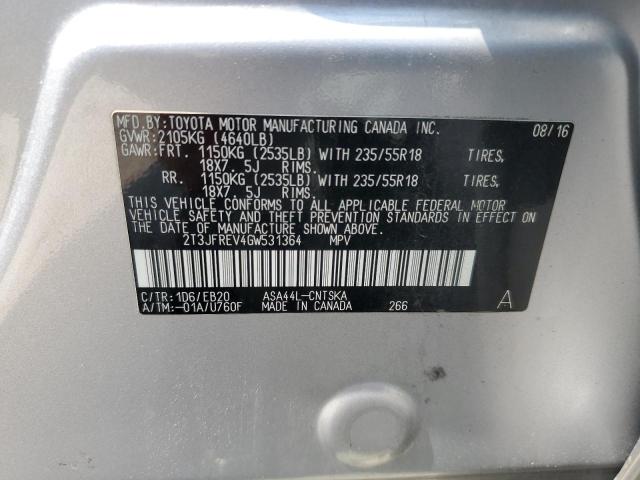 MFD.BY:TOYOTA MOTOR MANUFACTURING CANADA INC. 08/16
GVWR:2105KG (4640LB)
GAWR:FRT. 1150KG (2535LB) WITH 235/55R18 TIRES,
18X7. 5J RIMS.
RR. 1150KG (2535LB) WITH 235/55R18 TIRES,
18X7. 5J RIMS.
THIS VEHICLE CONFORMS TO ALL APPLICABLE FEDERAL MOTOR
VEHICLE SAFETY AND THEFT PREVENTION STANDARDS IN EFFECT ON
THE DATE OF MANUFACTURE SHOWN ABOVE.
2T3JFREV4GW531364 MPV
C/TR:1D6/EB20 ASA44L-CNTSKA
A/TM:-01A/U760F MADE IN CANADA 266 A